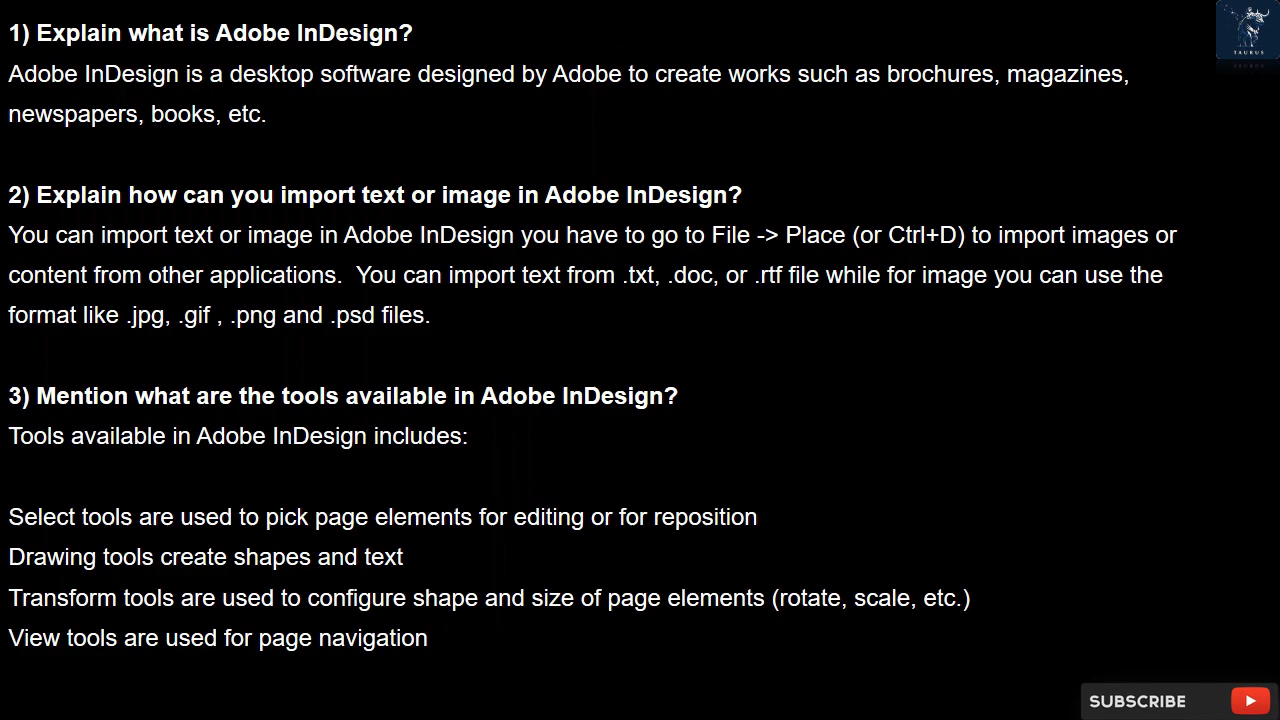 1) Explain what is Adobe InDesign?
Adobe InDesign is a desktop software designed by Adobe to create works such as brochures, magazines,
newspapers, books, etc.
2) Explain how can you import text or image in Adobe InDesign?
You can import text or image in Adobe InDesign you have to go to File -> Place (or Ctrl+D) to import images or
content from other applications.  You can import text from .txt, .doc, or .rtf file while for image you can use the
format like .jpg, .gif , .png and .psd files.
3) Mention what are the tools available in Adobe InDesign?
Tools available in Adobe InDesign includes:
Select tools are used to pick page elements for editing or for reposition
Drawing tools create shapes and text
Transform tools are used to configure shape and size of page elements (rotate, scale, etc.)
View tools are used for page navigation
TAURUS
SUBSCRIBE